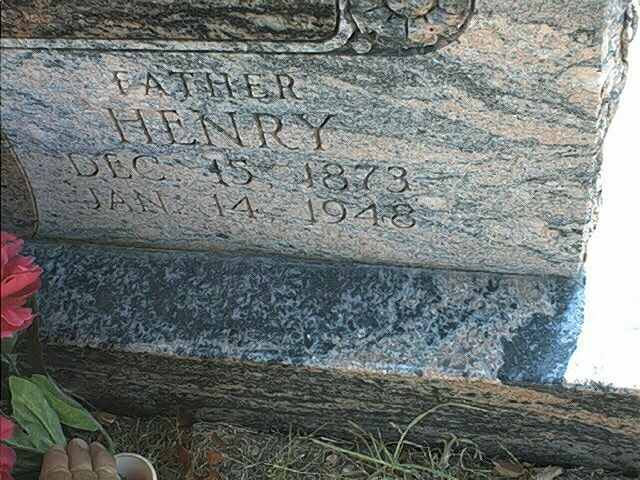 FATHER
HENRY
DEC. 15, 1873
JAN. 14, 1948